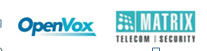 OpenVox
MATRIX
TELECOM | SECURITY